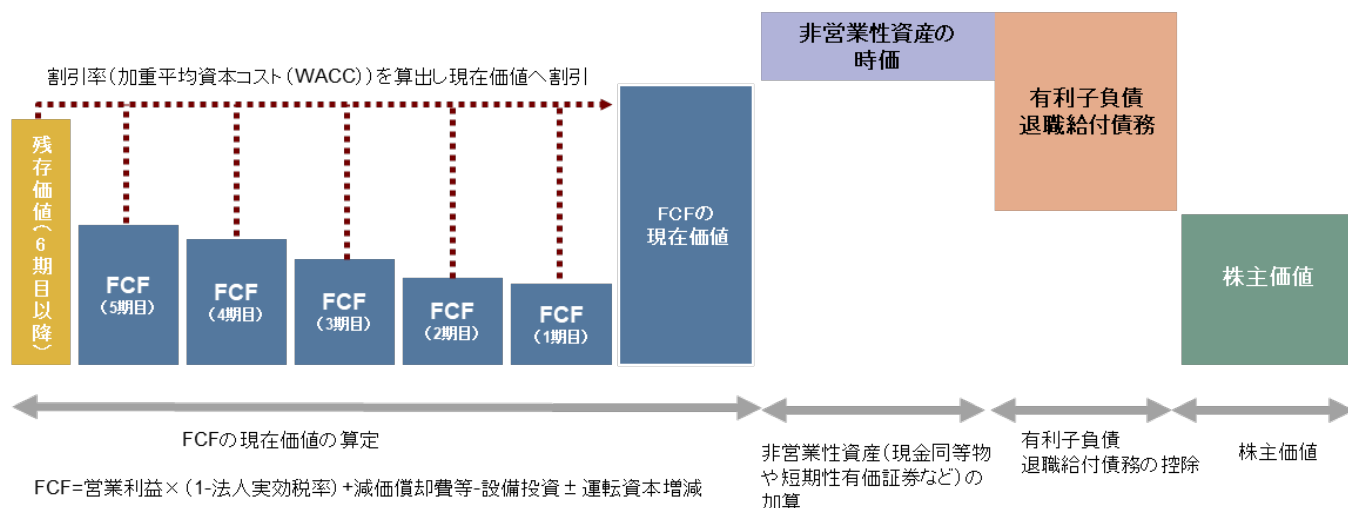 割引率(加重平均資本コスト(WACC))を算出し現在価値へ割引
残存価値(6期目以降)
FCF
(5期目)
FCF
(4期目)
FCF
(3期目)
FCF
(2期目)
FCF
(1期目)
FCFの
現在価値
非営業性資産の
時価
有利子負債
退職給付債務
株主価値
FCFの現在価値の算定
非営業性資産(現金同等物
や短期性有価証券など)の
加算
有利子負債
退職給付債務の控除
株主価値
FCF=営業利益×(1-法人実効税率)+減価償却費等-設備投資±運転資本増減